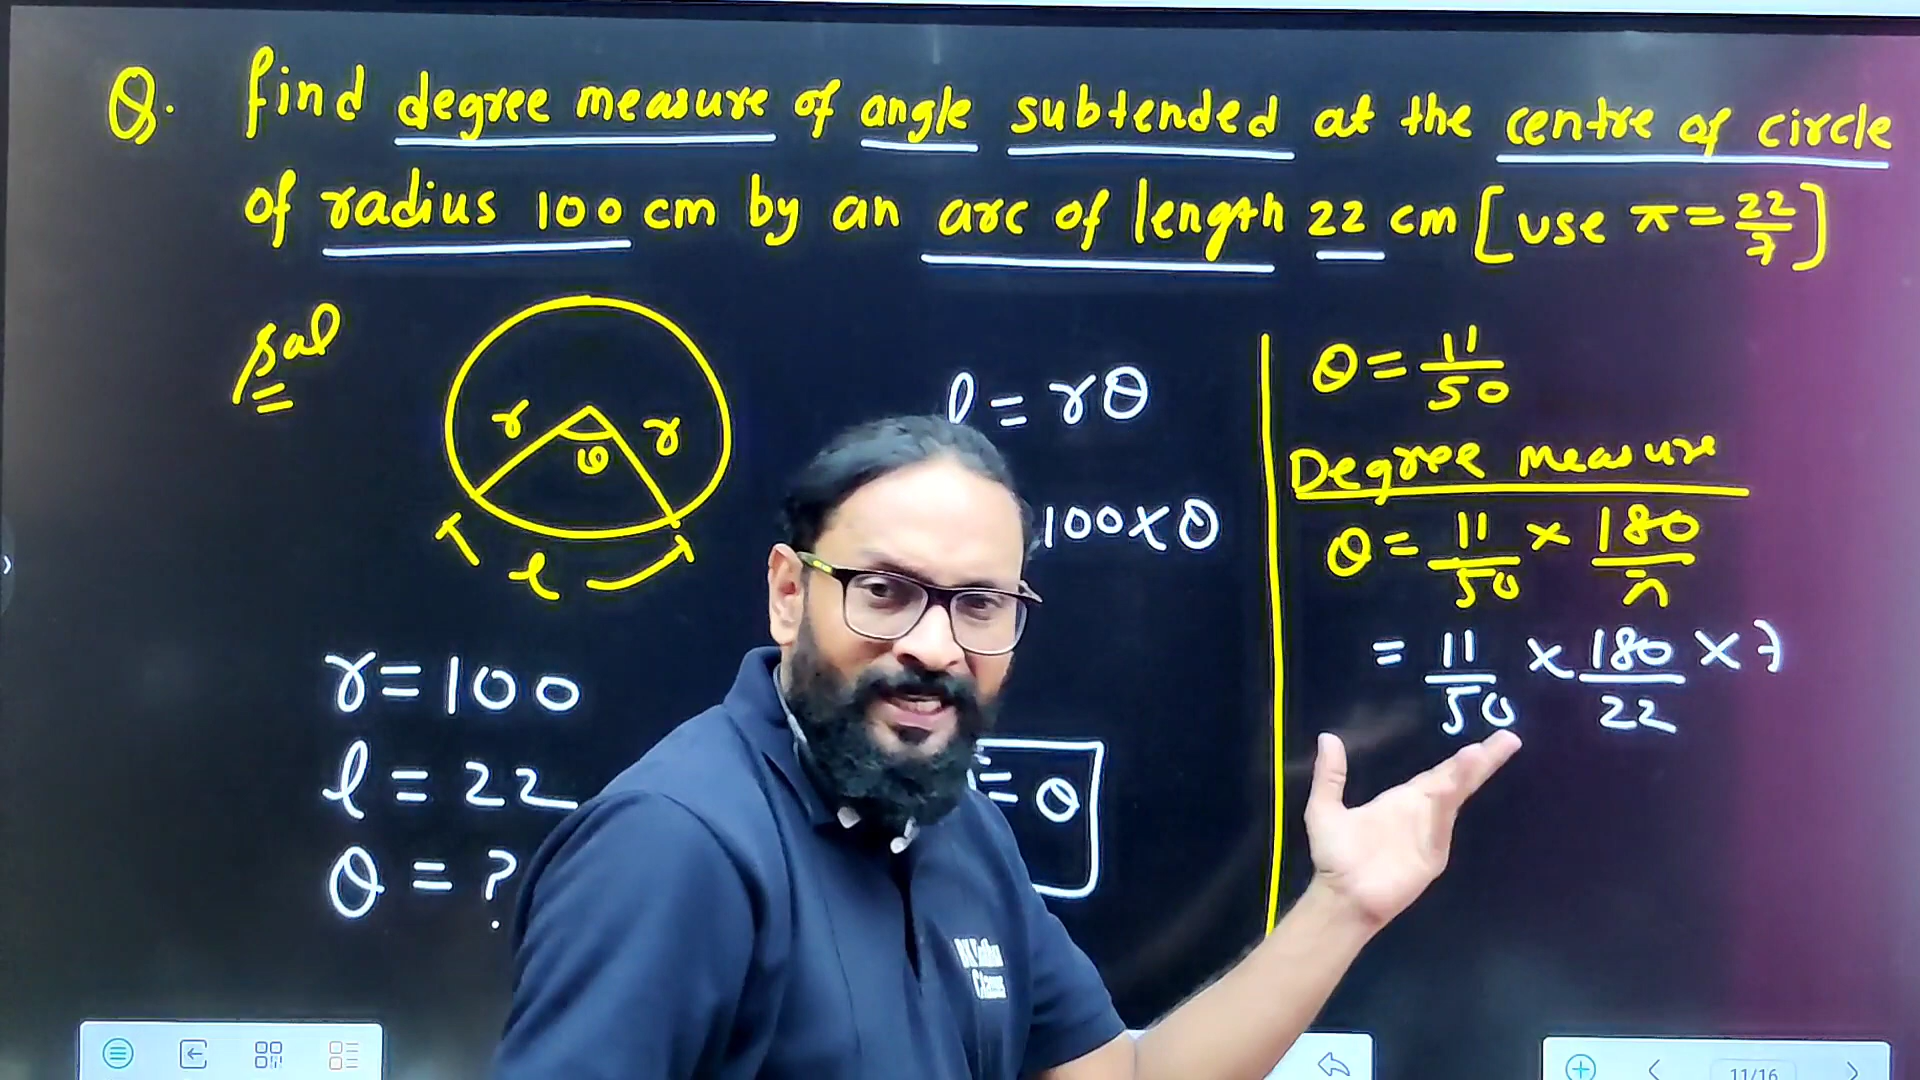 Q. find degree measure of angle subtended at the centre of circle
of radius 100 cm by an arc of length 22 cm [use π = 22/7]
sol
r r
θ
l
r = 100
l = 22
θ = ?
l = rθ
100 × θ
= θ
θ = 11/50
Degree measure
θ = 11/50 × 180/π
= 11/50 × 180/22 × 7
Classes
11/16